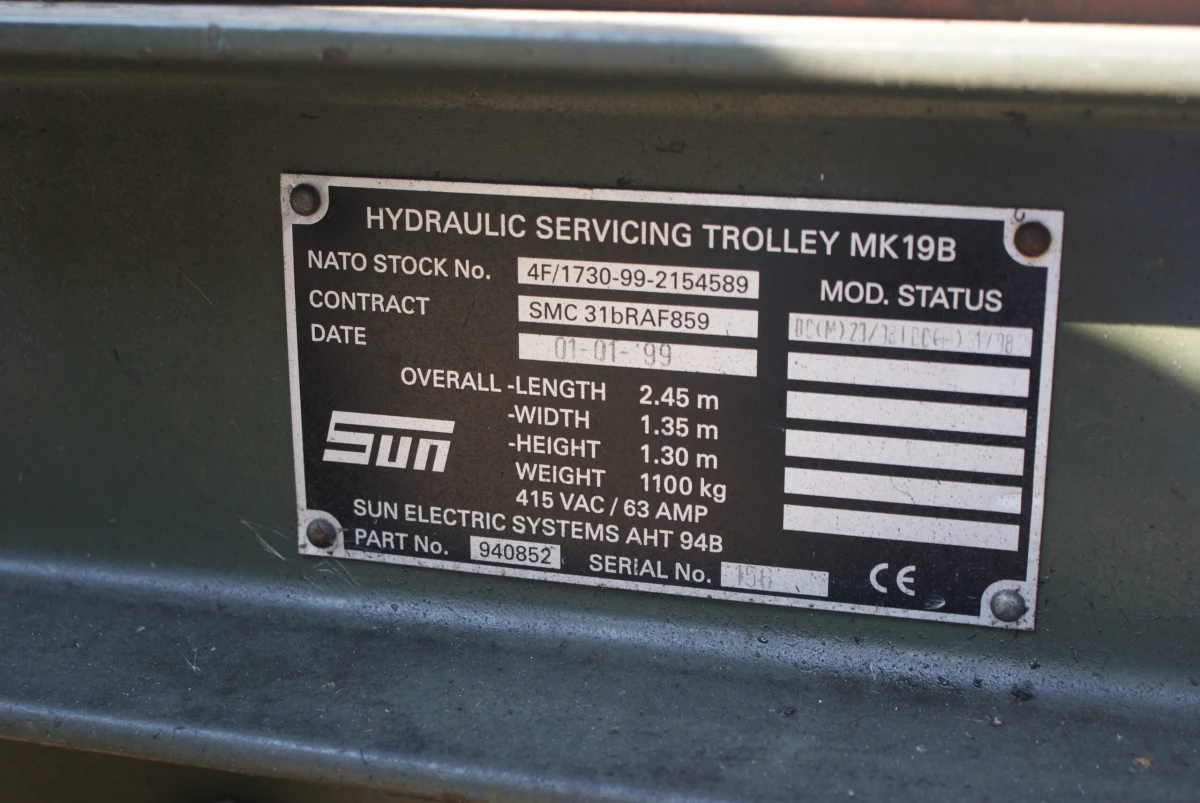 HYDRAULIC SERVICING TROLLEY MK19B
NATO STOCK No. 4F/1730-99-2154589
CONTRACT SMC 31bRAF859
DATE 01-01-'99
MOD. STATUS
OVERALL -LENGTH 2.45 m
-WIDTH 1.35 m
-HEIGHT 1.30 m
WEIGHT 1100 kg
415 VAC / 63 AMP
Sun
SUN ELECTRIC SYSTEMS AHT 94B
PART No. 940852 SERIAL No. 156
CE